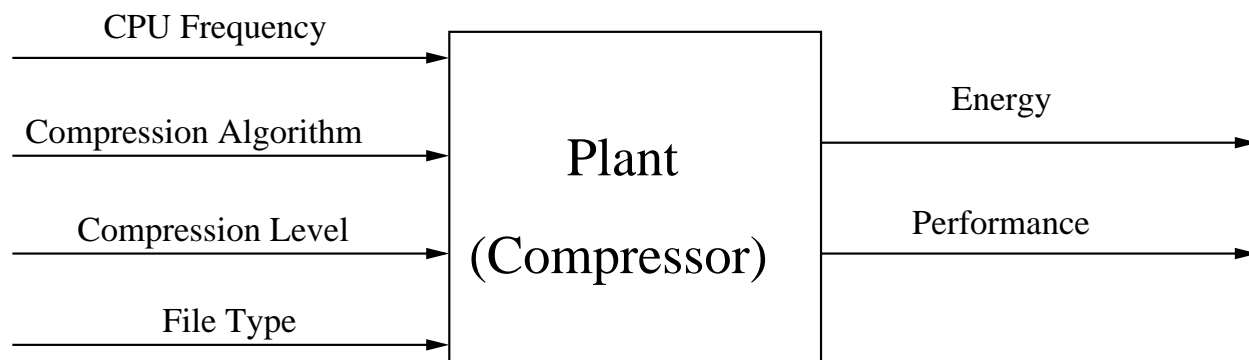 CPU Frequency
Compression Algorithm
Compression Level
File Type
Plant
(Compressor)
Energy
Performance